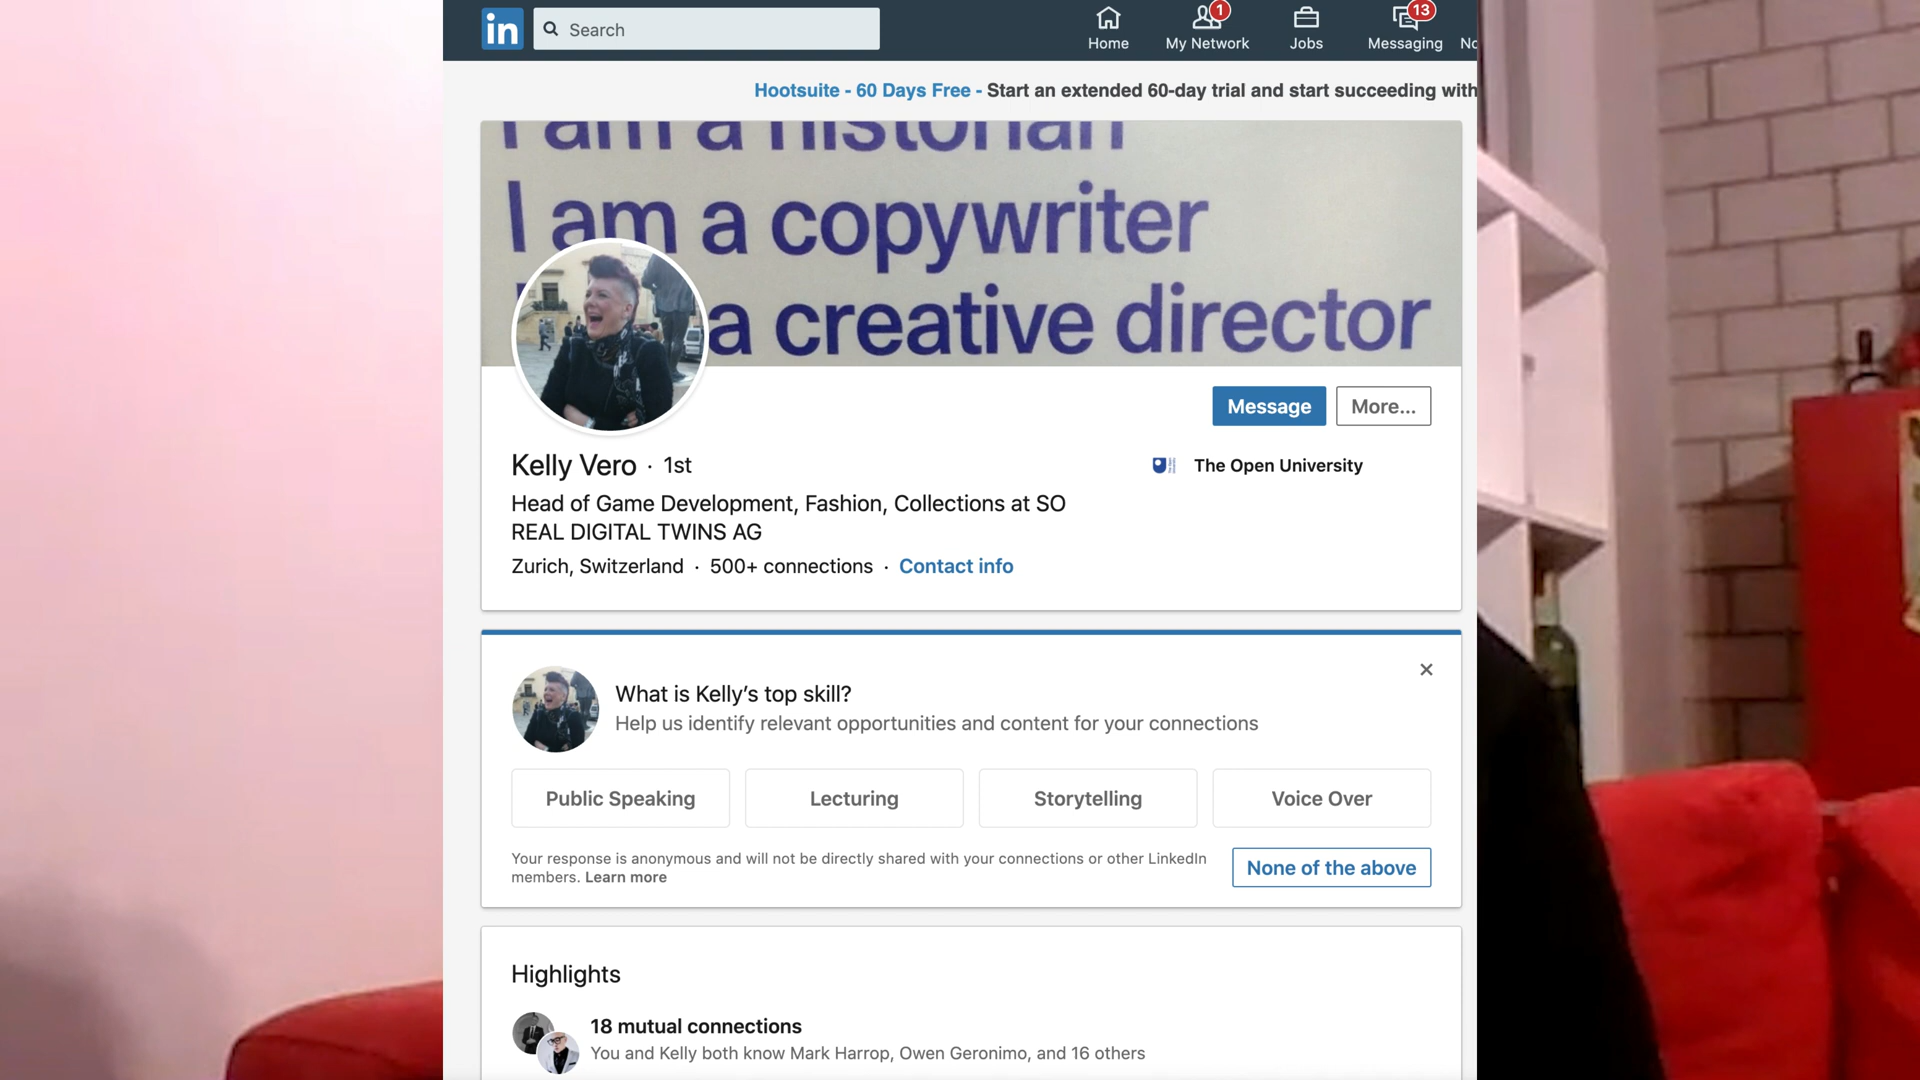 in
Search
1
13
Home
My Network
Jobs
Messaging
No
Hootsuite - 60 Days Free - Start an extended 60-day trial and start succeeding with
I am a historian
I am a copywriter
a creative director
Message
More...
Kelly Vero · 1st
The Open University
Head of Game Development, Fashion, Collections at SO
REAL DIGITAL TWINS AG
Zurich, Switzerland · 500+ connections · Contact info
What is Kelly’s top skill?
Help us identify relevant opportunities and content for your connections
Public Speaking
Lecturing
Storytelling
Voice Over
Your response is anonymous and will not be directly shared with your connections or other LinkedIn
members. Learn more
None of the above
Highlights
18 mutual connections
You and Kelly both know Mark Harrop, Owen Geronimo, and 16 others